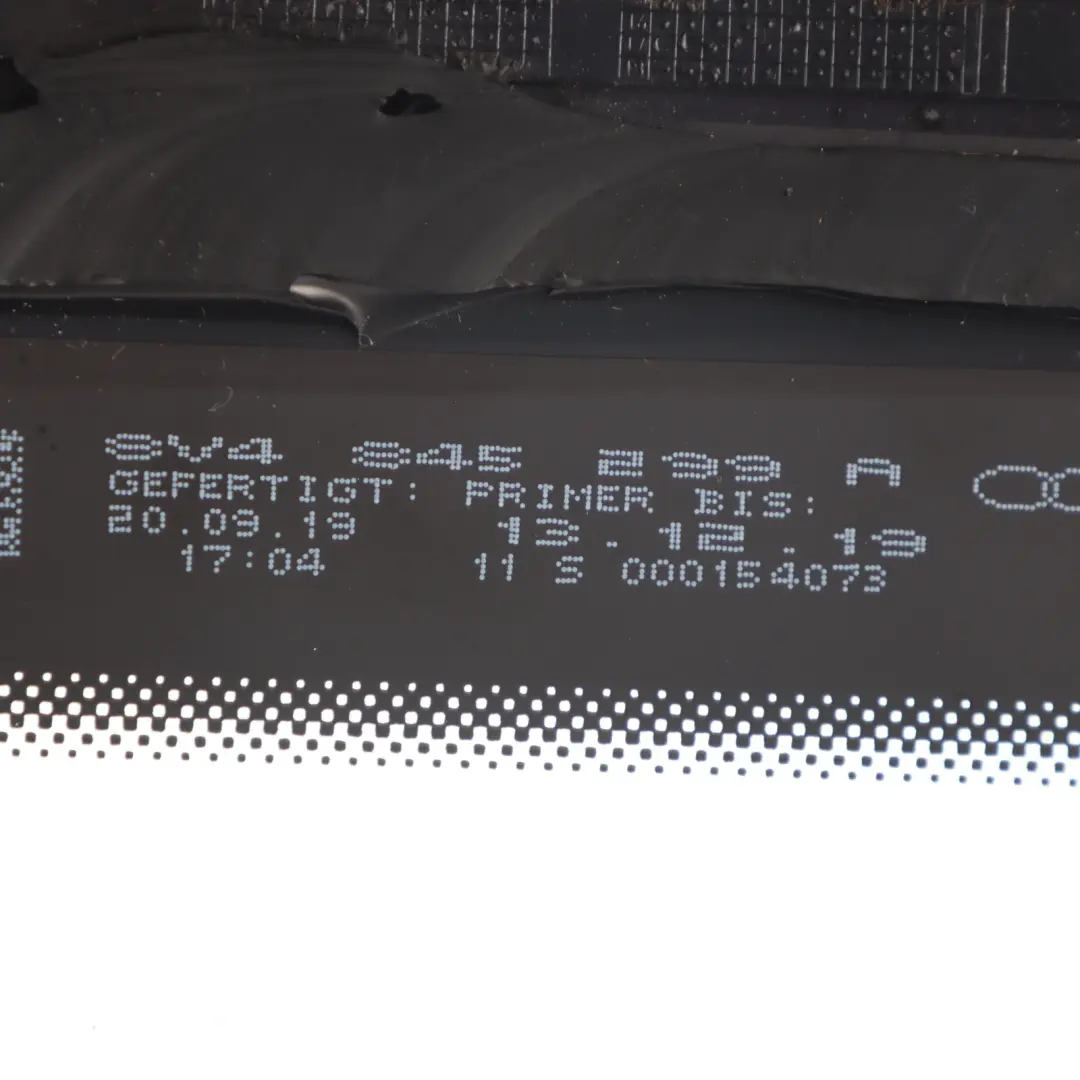 8V4 845 299 A
GEFERTIGT: PRIMER BIS:
20.09.19 13.12.19
17:04 11 S 000154073